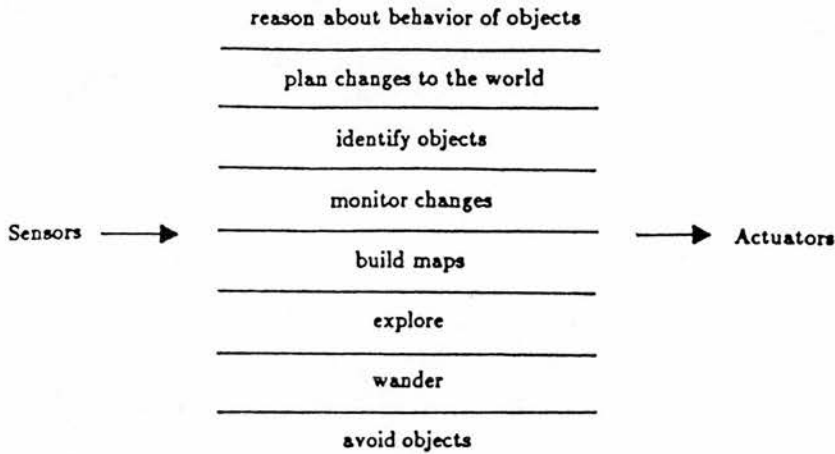 reason about behavior of objects
plan changes to the world
identify objects
monitor changes
Sensors
Actuators
build maps
explore
wander
avoid objects